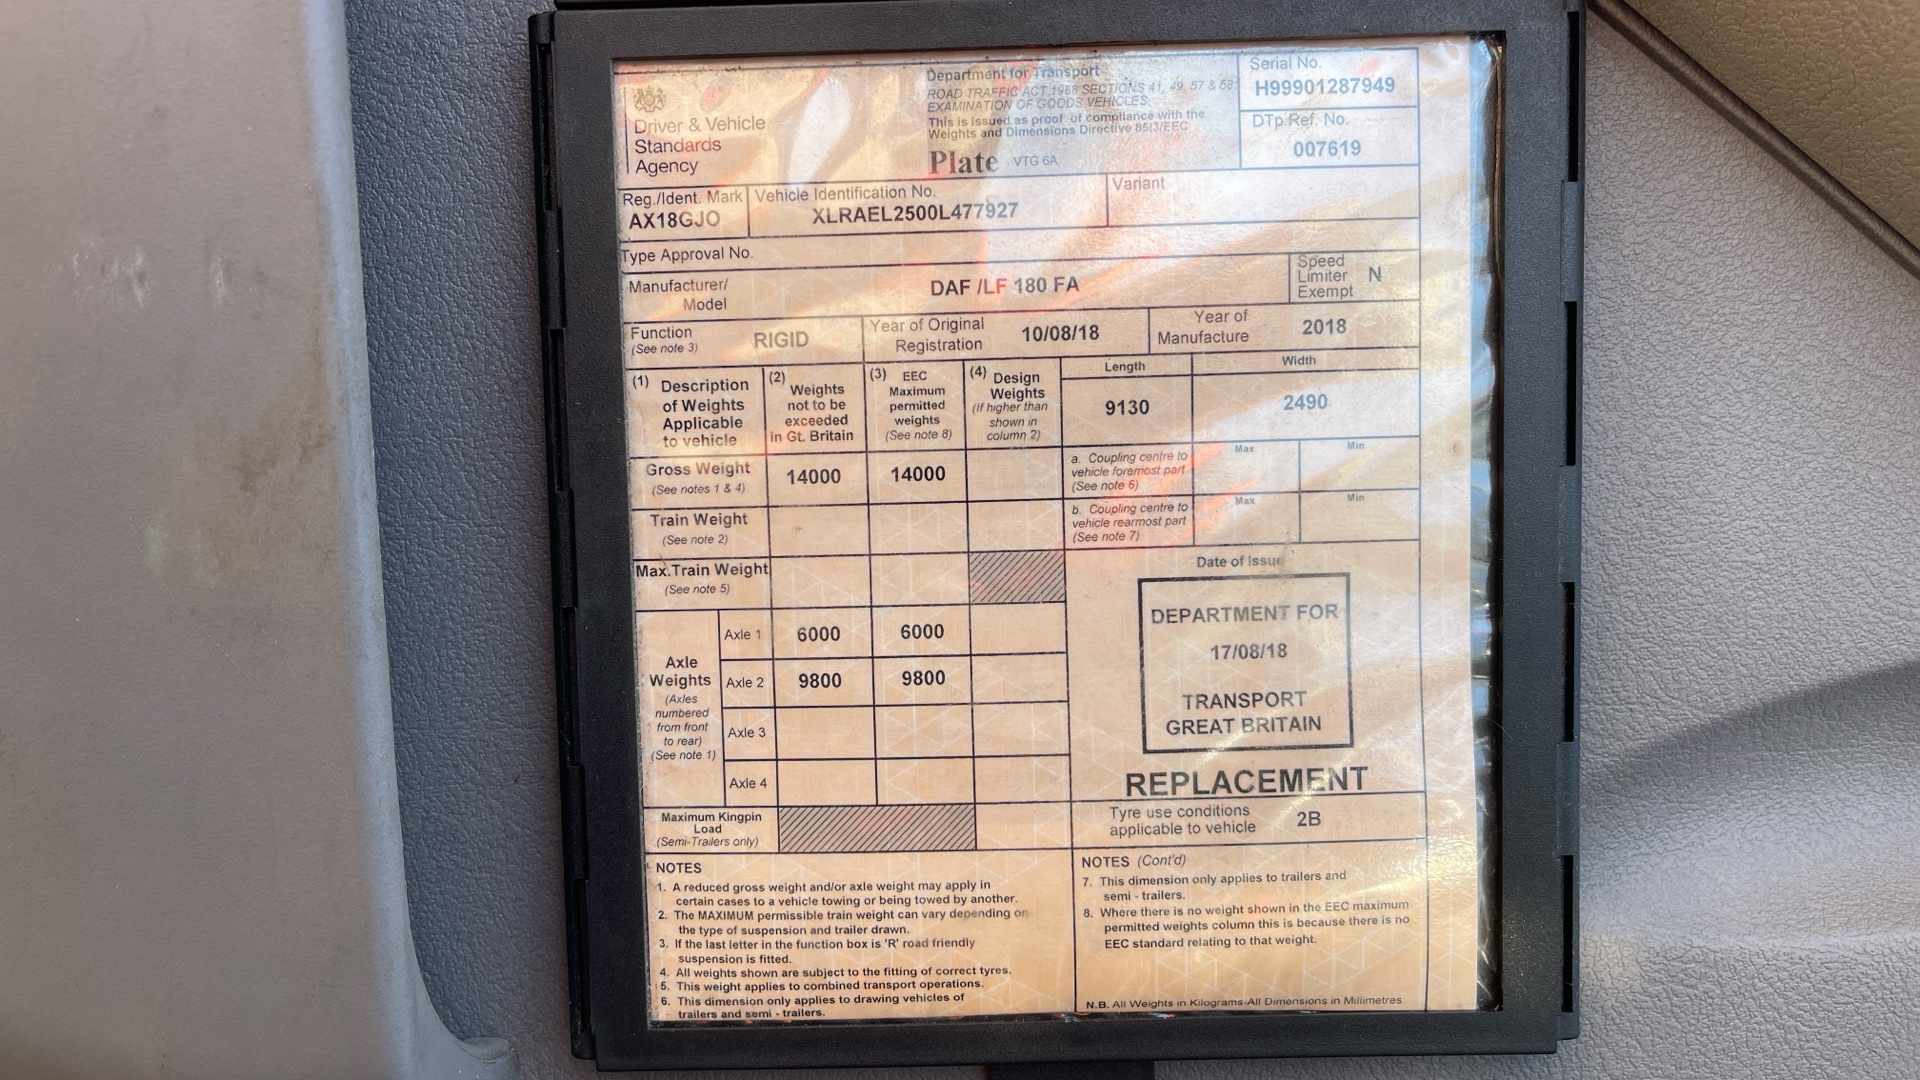 Driver & Vehicle
Standards
Agency
Department for Transport
ROAD TRAFFIC ACT 1988 SECTIONS 41, 49, 57 & 58
EXAMINATION OF GOODS VEHICLES
This is issued as proof of compliance with the
Weights and Dimensions Directive 85/3/EEC
Plate VTG 6A
Serial No.
H99901287949
DTp Ref. No.
007619
Reg./Ident. Mark
AX18GJO
Vehicle Identification No.
XLRAEL2500L477927
Variant
Type Approval No.
Manufacturer/
Model
DAF /LF 180 FA
Speed
Limiter
Exempt
N
Function
(See note 3)
RIGID
Year of Original
Registration
10/08/18
Year of
Manufacture
2018
(1) Description
of Weights
Applicable
to vehicle
(2) Weights
not to be
exceeded
in Gt. Britain
(3) EEC
Maximum
permitted
weights
(See note 8)
(4) Design
Weights
(If higher than
shown in
column 2)
Length
9130
Width
2490
Gross Weight
(See notes 1 & 4)
14000
14000
a. Coupling centre to
vehicle foremost part
(See note 6)
Max
Min
Train Weight
(See note 2)
b. Coupling centre to
vehicle rearmost part
(See note 7)
Max
Min
Max.Train Weight
(See note 5)
Axle
Weights
(Axles
numbered
from front
to rear)
(See note 1)
Axle 1
6000
6000
Axle 2
9800
9800
Axle 3
Axle 4
Date of Issue
DEPARTMENT FOR
17/08/18
TRANSPORT
GREAT BRITAIN
REPLACEMENT
Maximum Kingpin
Load
(Semi-Trailers only)
Tyre use conditions
applicable to vehicle
2B
NOTES
1. A reduced gross weight and/or axle weight may apply in
certain cases to a vehicle towing or being towed by another.
2. The MAXIMUM permissible train weight can vary depending on
the type of suspension and trailer drawn.
3. If the last letter in the function box is 'R' road friendly
suspension is fitted.
4. All weights shown are subject to the fitting of correct tyres.
5. This weight applies to combined transport operations.
6. This dimension only applies to drawing vehicles of
trailers and semi - trailers.
NOTES (Cont'd)
7. This dimension only applies to trailers and
semi - trailers.
8. Where there is no weight shown in the EEC maximum
permitted weights column this is because there is no
EEC standard relating to that weight.
N.B. All Weights in Kilograms-All Dimensions in Millimetres